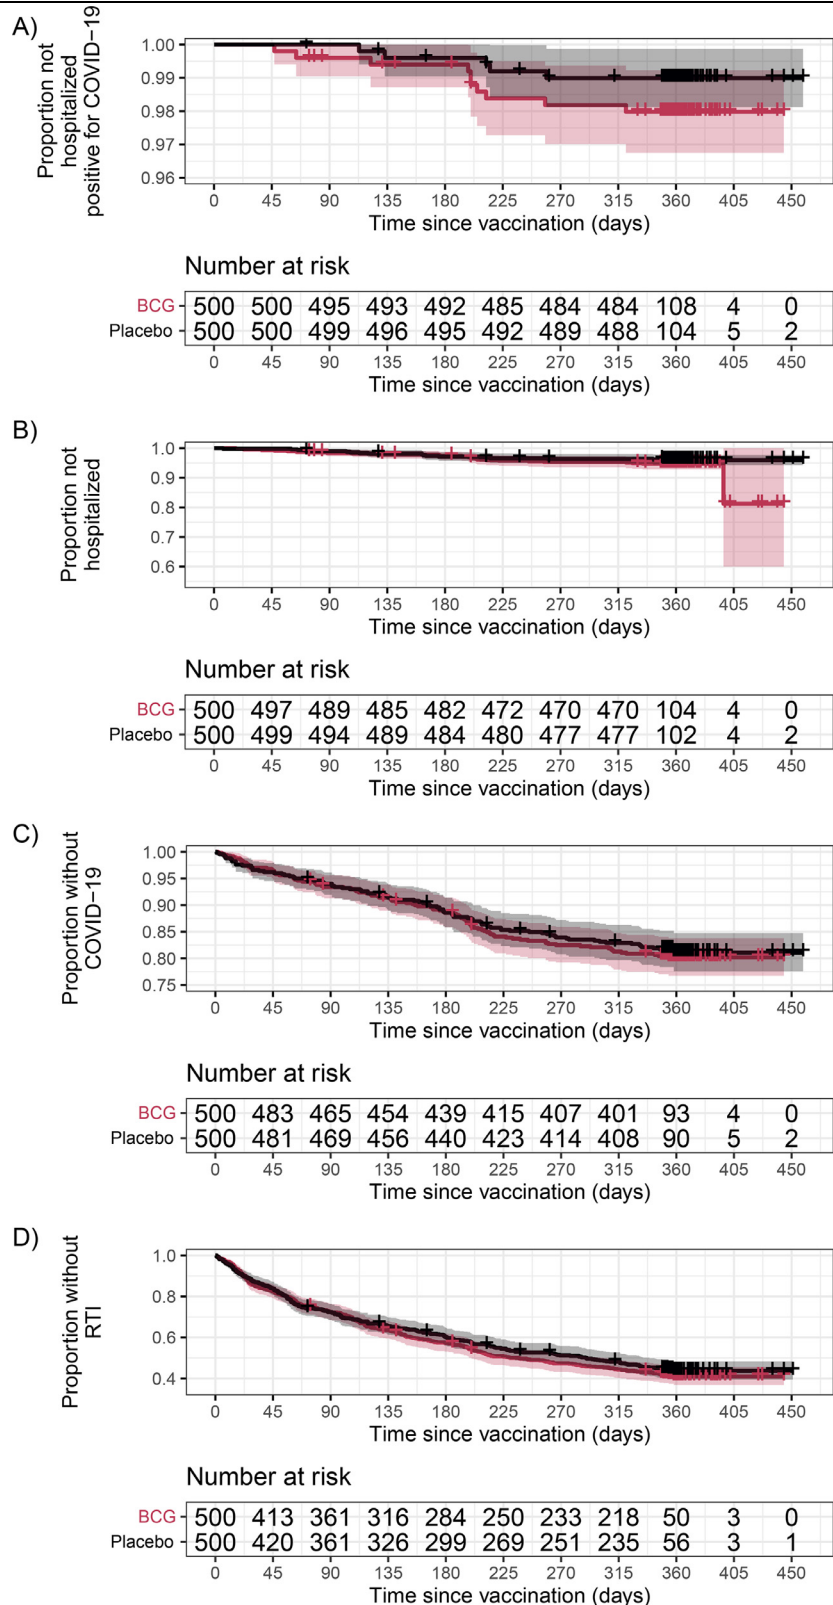 A)
Proportion not
hospitalized
positive for COVID−19
1.00
0.99
0.98
0.97
0.96
0 45 90 135 180 225 270 315 360 405 450
Time since vaccination (days)
Number at risk
BCG 500 500 495 493 492 485 484 484 108 4 0
Placebo 500 500 499 496 495 492 489 488 104 5 2
0 45 90 135 180 225 270 315 360 405 450
Time since vaccination (days)
B)
Proportion not
hospitalized
1.0
0.9
0.8
0.7
0.6
0 45 90 135 180 225 270 315 360 405 450
Time since vaccination (days)
Number at risk
BCG 500 497 489 485 482 472 470 470 104 4 0
Placebo 500 499 494 489 484 480 477 477 102 4 2
0 45 90 135 180 225 270 315 360 405 450
Time since vaccination (days)
C)
Proportion without
COVID−19
1.00
0.95
0.90
0.85
0.80
0.75
0 45 90 135 180 225 270 315 360 405 450
Time since vaccination (days)
Number at risk
BCG 500 483 465 454 439 415 407 401 93 4 0
Placebo 500 481 469 456 440 423 414 408 90 5 2
0 45 90 135 180 225 270 315 360 405 450
Time since vaccination (days)
D)
Proportion without
RTI
1.0
0.8
0.6
0.4
0 45 90 135 180 225 270 315 360 405 450
Time since vaccination (days)
Number at risk
BCG 500 413 361 316 284 250 233 218 50 3 0
Placebo 500 420 361 326 299 269 251 235 56 3 1
0 45 90 135 180 225 270 315 360 405 450
Time since vaccination (days)